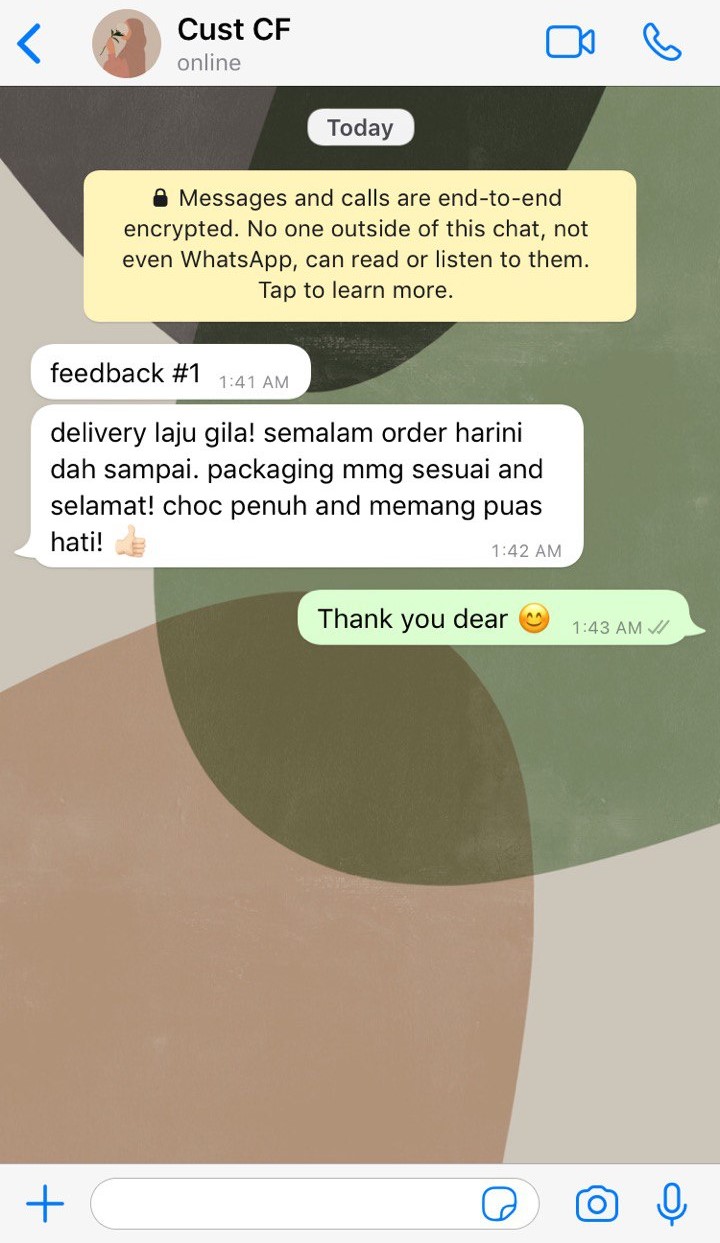 Cust CF
online
Today
🔒 Messages and calls are end-to-end
encrypted. No one outside of this chat, not
even WhatsApp, can read or listen to them.
Tap to learn more.
feedback #1 1:41 AM
delivery laju gila! semalam order harini
dah sampai. packaging mmg sesuai and
selamat! choc penuh and memang puas
hati! 👍🏻 1:42 AM
Thank you dear 😊 1:43 AM